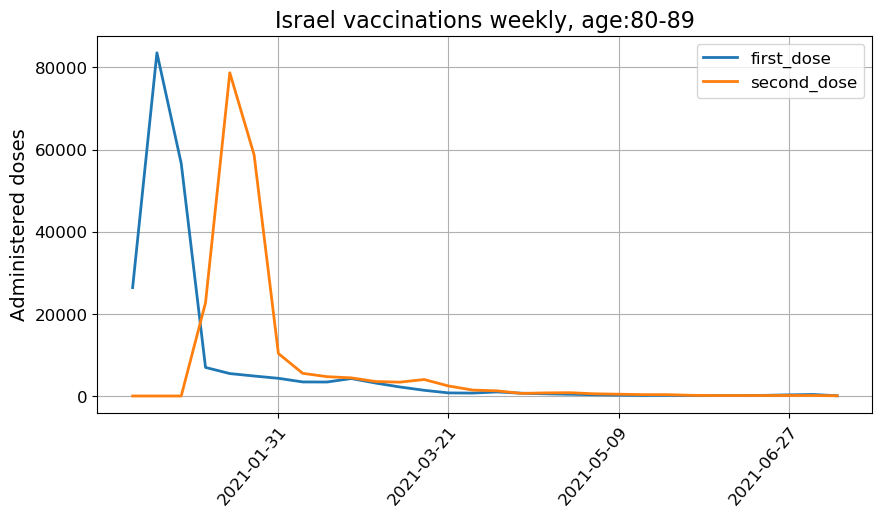 Israel vaccinations weekly, age:80-89
first_dose
second_dose
Administered doses
80000
60000
40000
20000
0
2021-01-31
2021-03-21
2021-05-09
2021-06-27